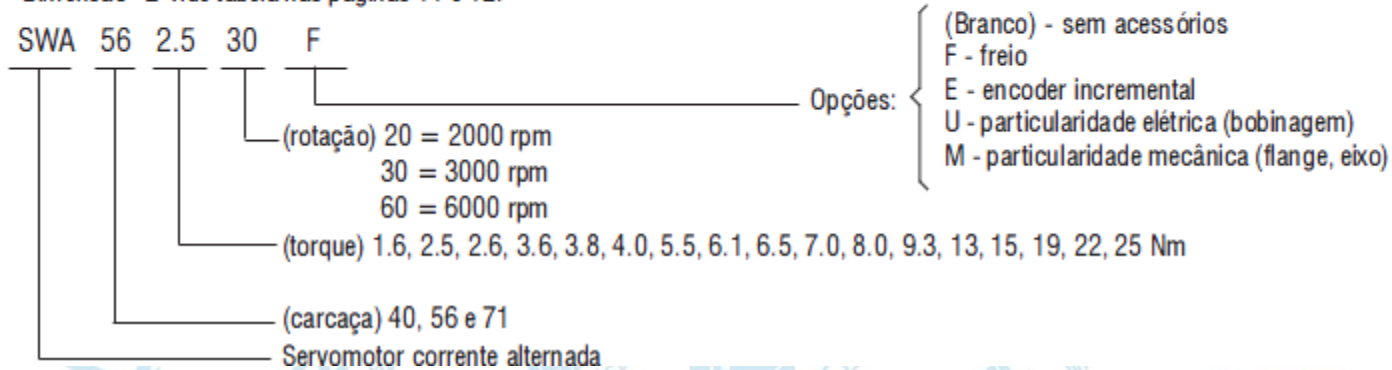 SWA 56 2.5 30 F
Opções:
(Branco) - sem acessórios
F - freio
E - encoder incremental
U - particularidade elétrica (bobinagem)
M - particularidade mecânica (flange, eixo)
(rotação) 20 = 2000 rpm
30 = 3000 rpm
60 = 6000 rpm
(torque) 1.6, 2.5, 2.6, 3.6, 3.8, 4.0, 5.5, 6.1, 6.5, 7.0, 8.0, 9.3, 13, 15, 19, 22, 25 Nm
(carcaça) 40, 56 e 71
Servomotor corrente alternada